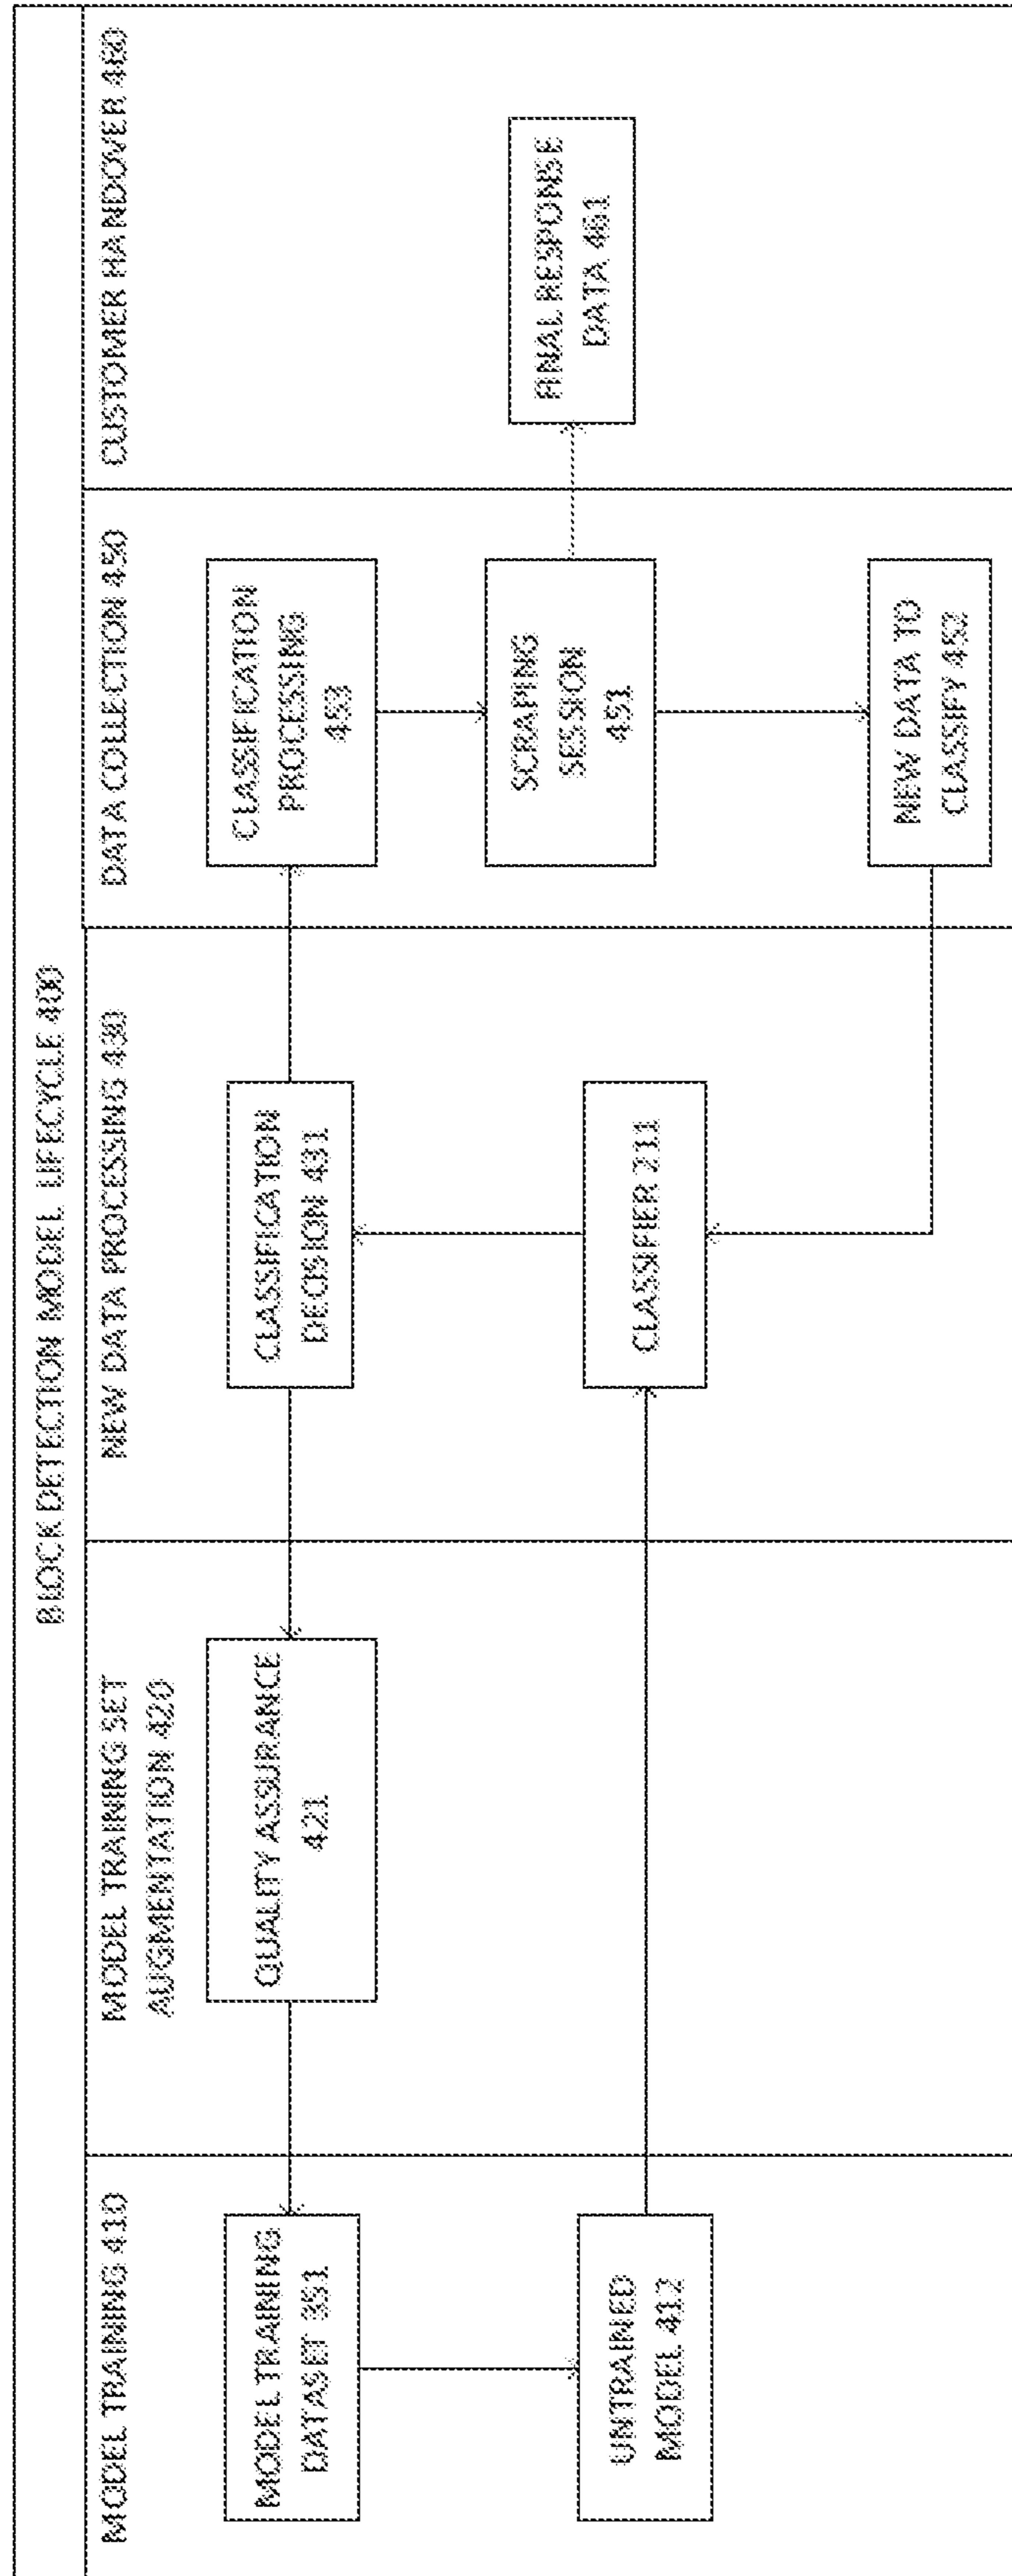 BLOCK DETECTION MODEL LIFECYCLE 400
MODEL TRAINING 410
MODEL TRAINING
DATASET 351
UNTRAINED
MODEL 412
MODEL TRAINING SET
AUGMENTATION 420
QUALITY ASSURANCE
421
NEW DATA PROCESSING 430
CLASSIFICATION
DECISION 431
CLASSIFIER 211
DATA COLLECTION 450
CLASSIFICATION
PROCESSING
453
SCRAPING
SESSION
451
NEW DATA TO
CLASSIFY 452
CUSTOMER HANDOVER 460
FINAL RESPONSE
DATA 461